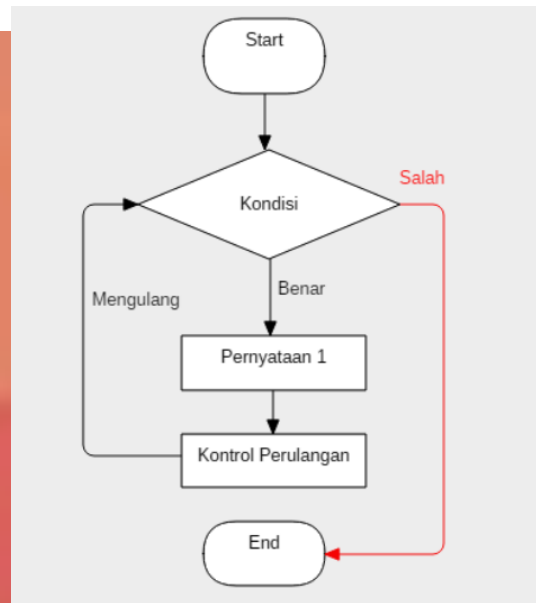 Start
Salah
Kondisi
Benar
Mengulang
Pernyataan 1
Kontrol Perulangan
End